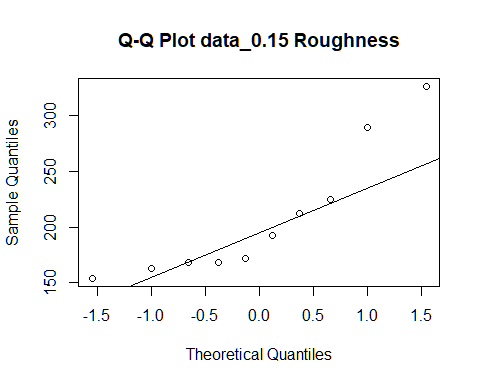 Q-Q Plot data_0.15 Roughness
Sample Quantiles
300
250
200
150
-1.5 -1.0 -0.5 0.0 0.5 1.0 1.5
Theoretical Quantiles